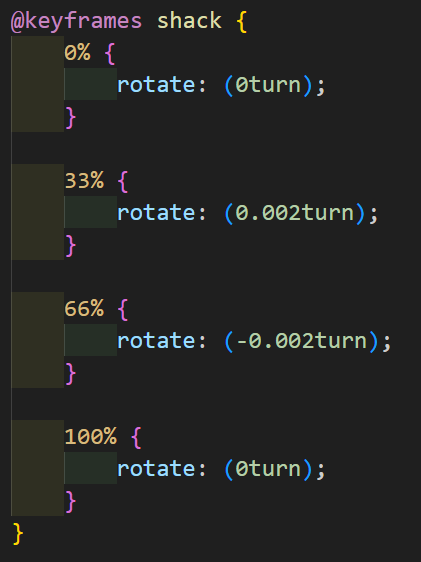 @keyframes shack {
0% {
rotate: (0turn);
}
33% {
rotate: (0.002turn);
}
66% {
rotate: (-0.002turn);
}
100% {
rotate: (0turn);
}
}